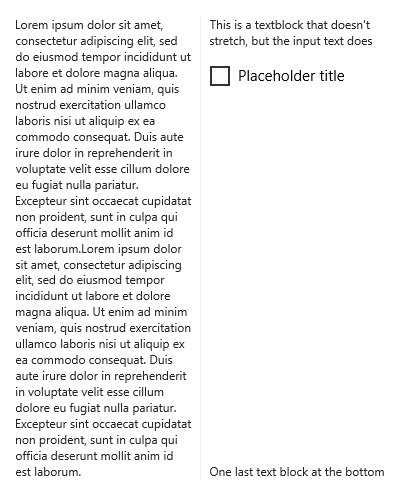 Lorem ipsum dolor sit amet,
consectetur adipiscing elit, sed
do eiusmod tempor incididunt ut
labore et dolore magna aliqua.
Ut enim ad minim veniam, quis
nostrud exercitation ullamco
laboris nisi ut aliquip ex ea
commodo consequat. Duis aute
irure dolor in reprehenderit in
voluptate velit esse cillum dolore
eu fugiat nulla pariatur.
Excepteur sint occaecat cupidatat
non proident, sunt in culpa qui
officia deserunt mollit anim id
est laborum.Lorem ipsum dolor
sit amet, consectetur adipiscing
elit, sed do eiusmod tempor
incididunt ut labore et dolore
magna aliqua. Ut enim ad minim
veniam, quis nostrud exercitation
ullamco laboris nisi ut aliquip ex
ea commodo consequat. Duis
aute irure dolor in reprehenderit
in voluptate velit esse cillum
dolore eu fugiat nulla pariatur.
Excepteur sint occaecat cupidatat
non proident, sunt in culpa qui
officia deserunt mollit anim id
est laborum.
This is a textblock that doesn't
stretch, but the input text does
Placeholder title
One last text block at the bottom